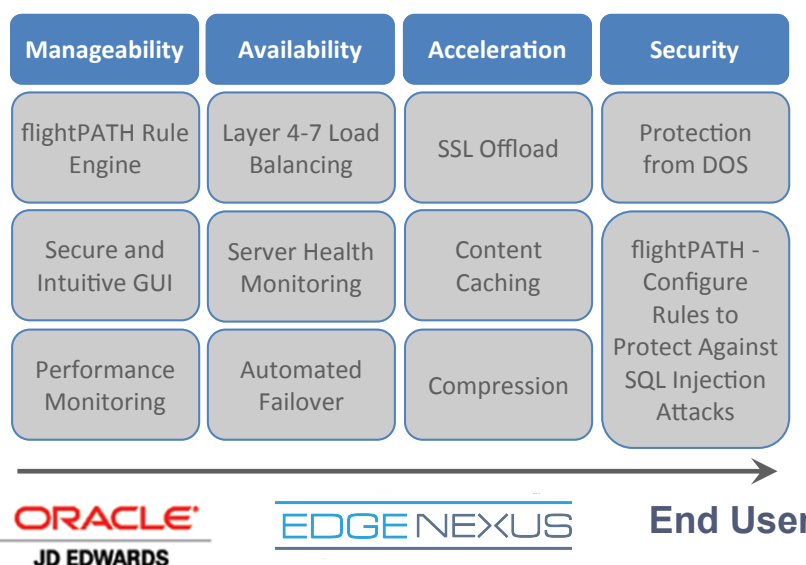 Manageability
Availability
Acceleration
Security
flightPATH Rule
Engine
Layer 4-7 Load
Balancing
SSL Offload
Protection
from DOS
Secure and
Intuitive GUI
Server Health
Monitoring
Content
Caching
flightPATH -
Configure
Rules to
Protect Against
SQL Injection
Attacks
Performance
Monitoring
Automated
Failover
Compression
ORACLE
JD EDWARDS
EDGENEXUS
End User